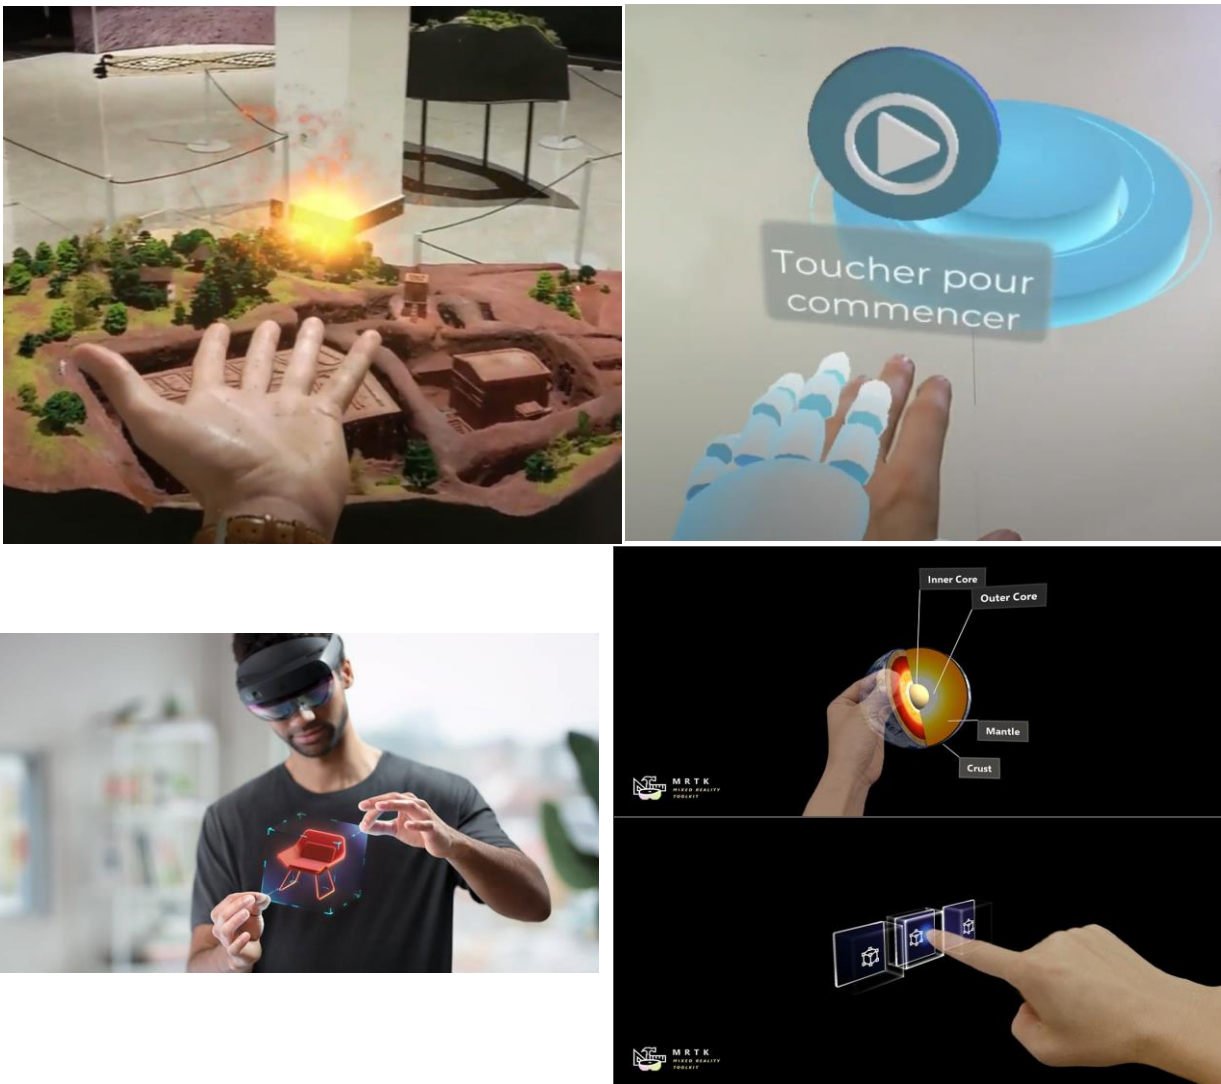 Toucher pour
commencer
Inner Core
Outer Core
Mantle
Crust
MRTK
MIXED REALITY
TOOLKIT
MRTK
MIXED REALITY
TOOLKIT